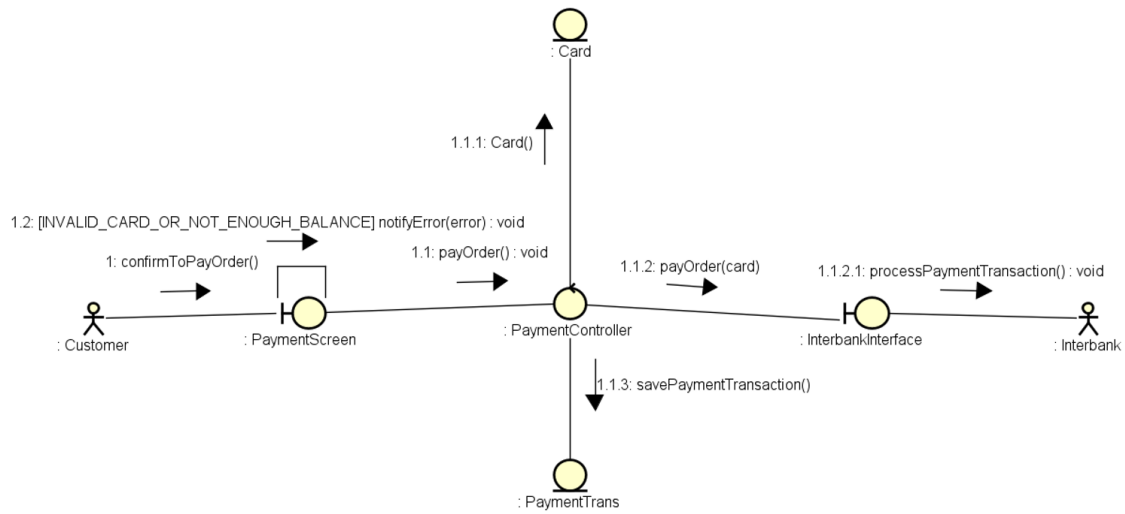 : Card
1.1.1: Card()
1.2: [INVALID_CARD_OR_NOT_ENOUGH_BALANCE] notifyError(error) : void
1: confirmToPayOrder()
1.1: payOrder() : void
1.1.2: payOrder(card)
1.1.2.1: processPaymentTransaction() : void
: Customer
: PaymentScreen
: PaymentController
: InterbankInterface
: Interbank
1.1.3: savePaymentTransaction()
: PaymentTrans